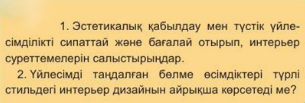 1. Эстетикалық қабылдау мен түстік үйле-
сімділікті сипаттай және бағалай отырып, интерьер
суреттемелерін салыстырыңдар.
2. Үйлесімді таңдалған бөлме өсімдіктері түрлі
стильдегі интерьер дизайнын айрықша көрсетеді ме?